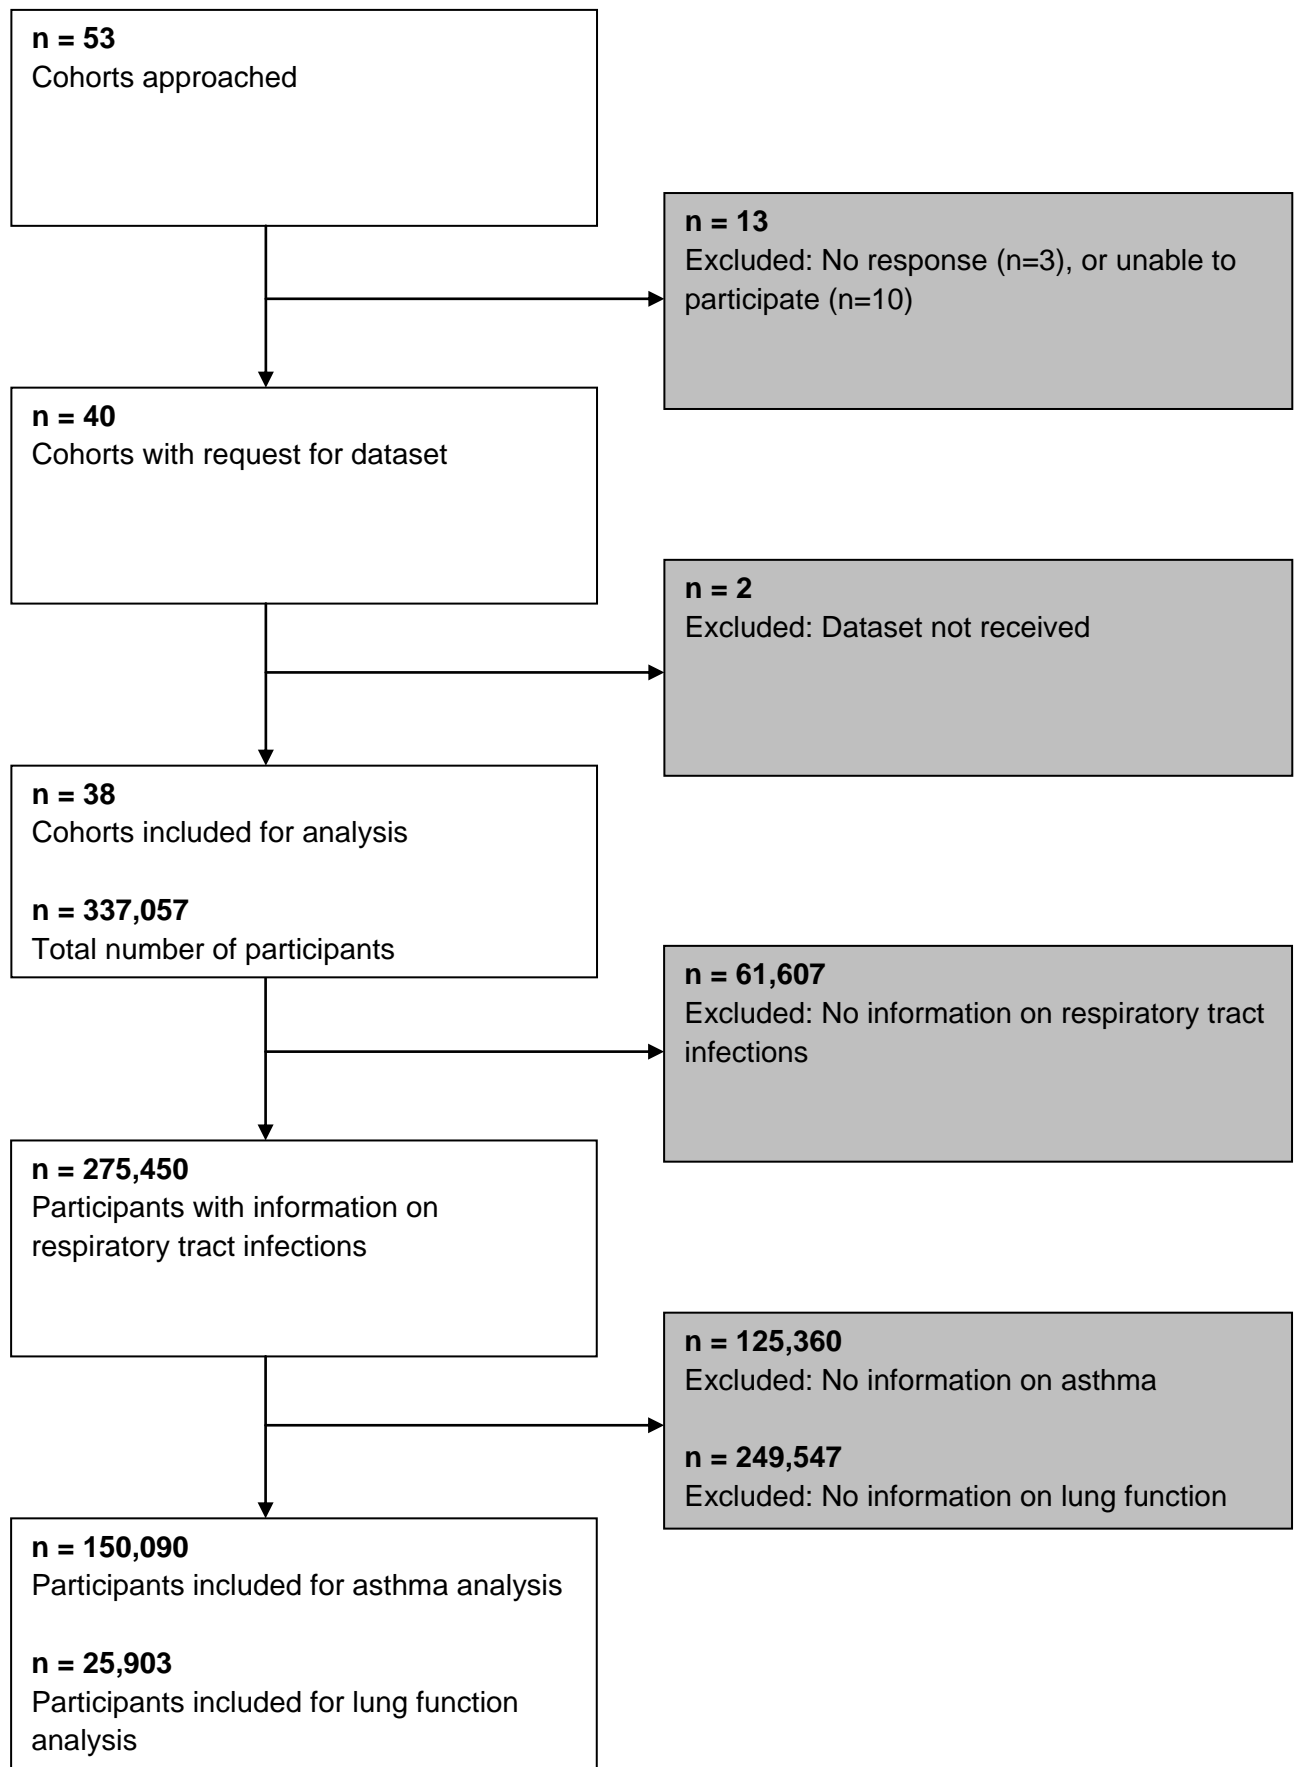 n = 53
Cohorts approached
n = 13
Excluded: No response (n=3), or unable to
participate (n=10)
n = 40
Cohorts with request for dataset
n = 2
Excluded: Dataset not received
n = 38
Cohorts included for analysis
n = 337,057
Total number of participants
n = 61,607
Excluded: No information on respiratory tract
infections
n = 275,450
Participants with information on
respiratory tract infections
n = 125,360
Excluded: No information on asthma
n = 249,547
Excluded: No information on lung function
n = 150,090
Participants included for asthma analysis
n = 25,903
Participants included for lung function
analysis